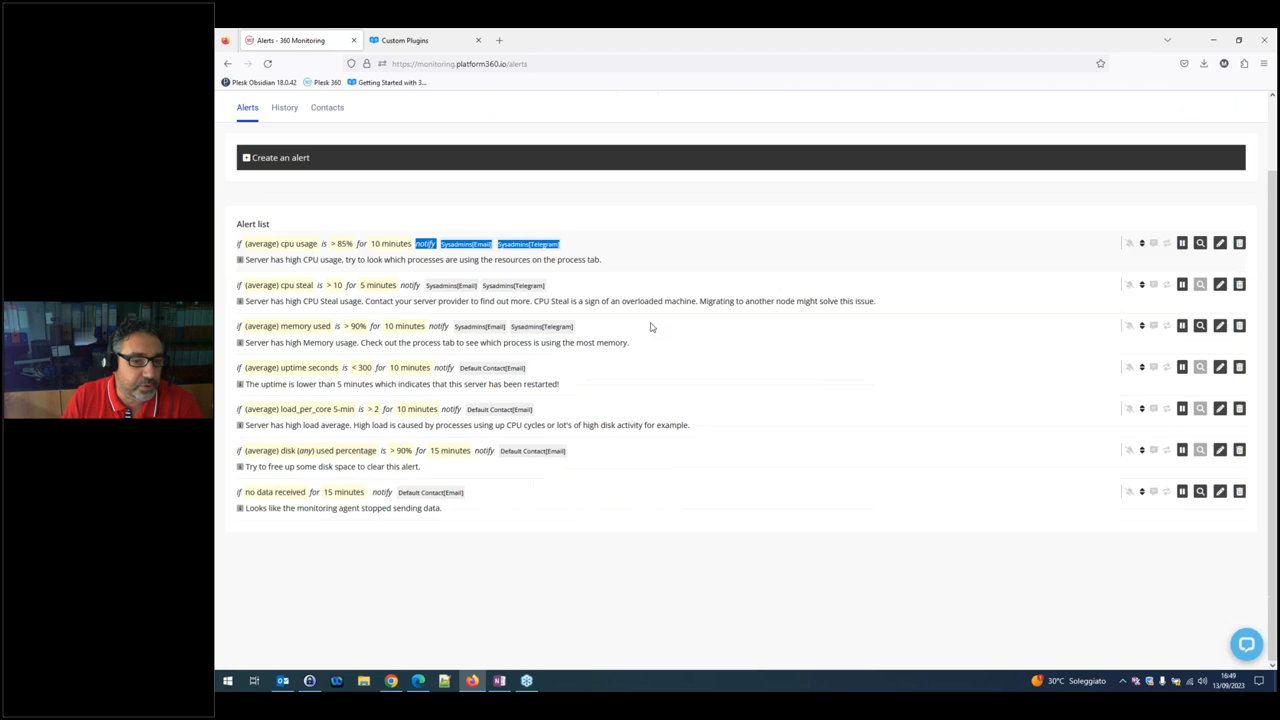 Alerts - 360 Monitoring
Custom Plugins
https://monitoring.platform360.io/alerts
Plesk Obsidian 18.0.42 Plesk 360 Getting Started with 3...
Alerts History Contacts
Create an alert
Alert list
if (average) cpu usage is > 85% for 10 minutes notify Sysadmins[Email] Sysadmins[Telegram]
Server has high CPU usage, try to look which processes are using the resources on the process tab.
if (average) cpu steal is > 10 for 5 minutes notify Sysadmins[Email] Sysadmins[Telegram]
Server has high CPU Steal usage. Contact your server provider to find out more. CPU Steal is a sign of an overloaded machine. Migrating to another node might solve this issue.
if (average) memory used is > 90% for 10 minutes notify Sysadmins[Email] Sysadmins[Telegram]
Server has high Memory usage. Check out the process tab to see which process is using the most memory.
if (average) uptime seconds is < 300 for 10 minutes notify Default Contact[Email]
The uptime is lower than 5 minutes which indicates that this server has been restarted!
if (average) load_per_core 5-min is > 2 for 10 minutes notify Default Contact[Email]
Server has high load average. High load is caused by processes using up CPU cycles or lot's of high disk activity for example.
if (average) disk (any) used percentage is > 90% for 15 minutes notify Default Contact[Email]
Try to free up some disk space to clear this alert.
if no data received for 15 minutes notify Default Contact[Email]
Looks like the monitoring agent stopped sending data.
30°C Soleggiato
16:49
13/09/2023